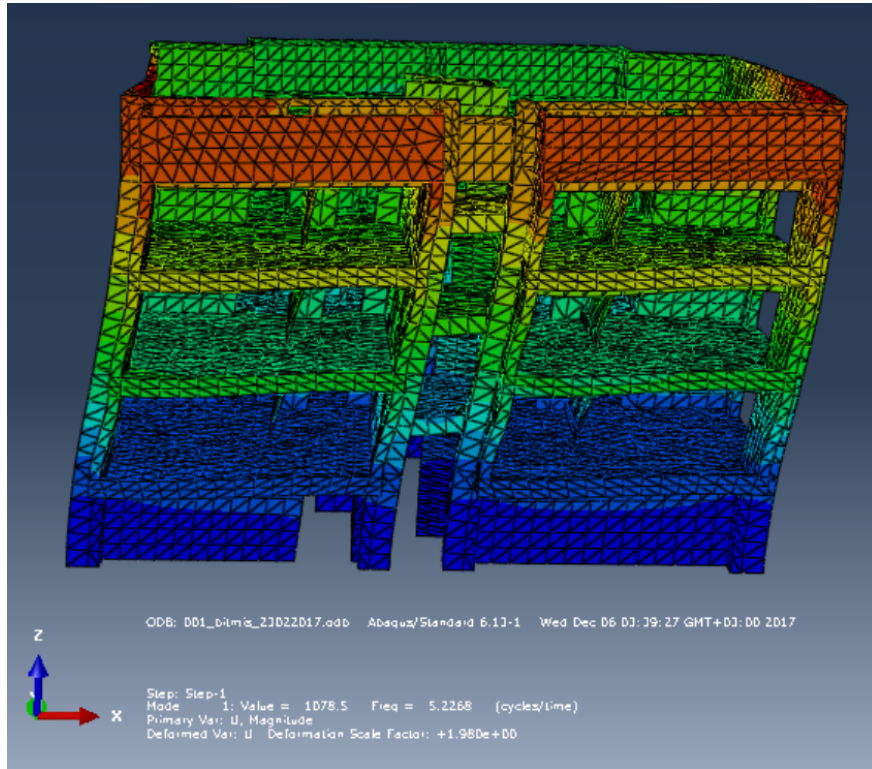 ODB: 001_bitmis_23022017.odb Abaqus/Standard 6.13-1 Wed Dec 06 03:39:27 GMT+03:00 2017
Z
X
Step: Step-1
Mode 1: Value = 1078.5 Freq = 5.2268 (cycles/time)
Primary Var: U, Magnitude
Deformed Var: U Deformation Scale Factor: +1.980e+00